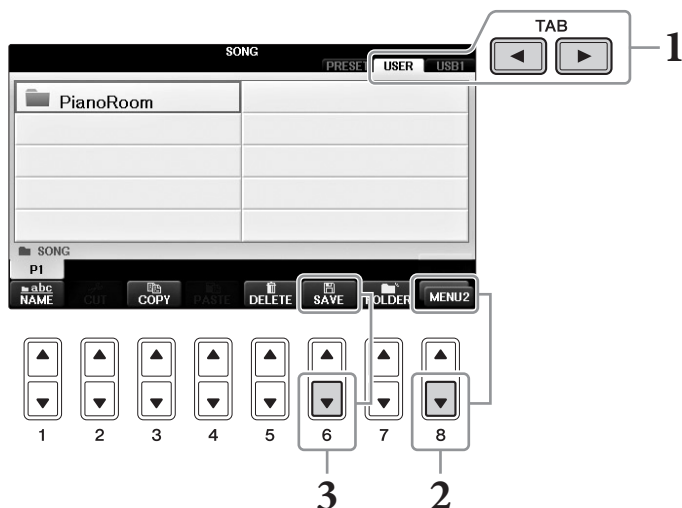 TAB
1
SONG
PRESET USER USB1
PianoRoom
SONG
P1
abc
NAME CUT COPY PASTE DELETE SAVE FOLDER MENU2
1 2 3 4 5 6 7 8
3 2